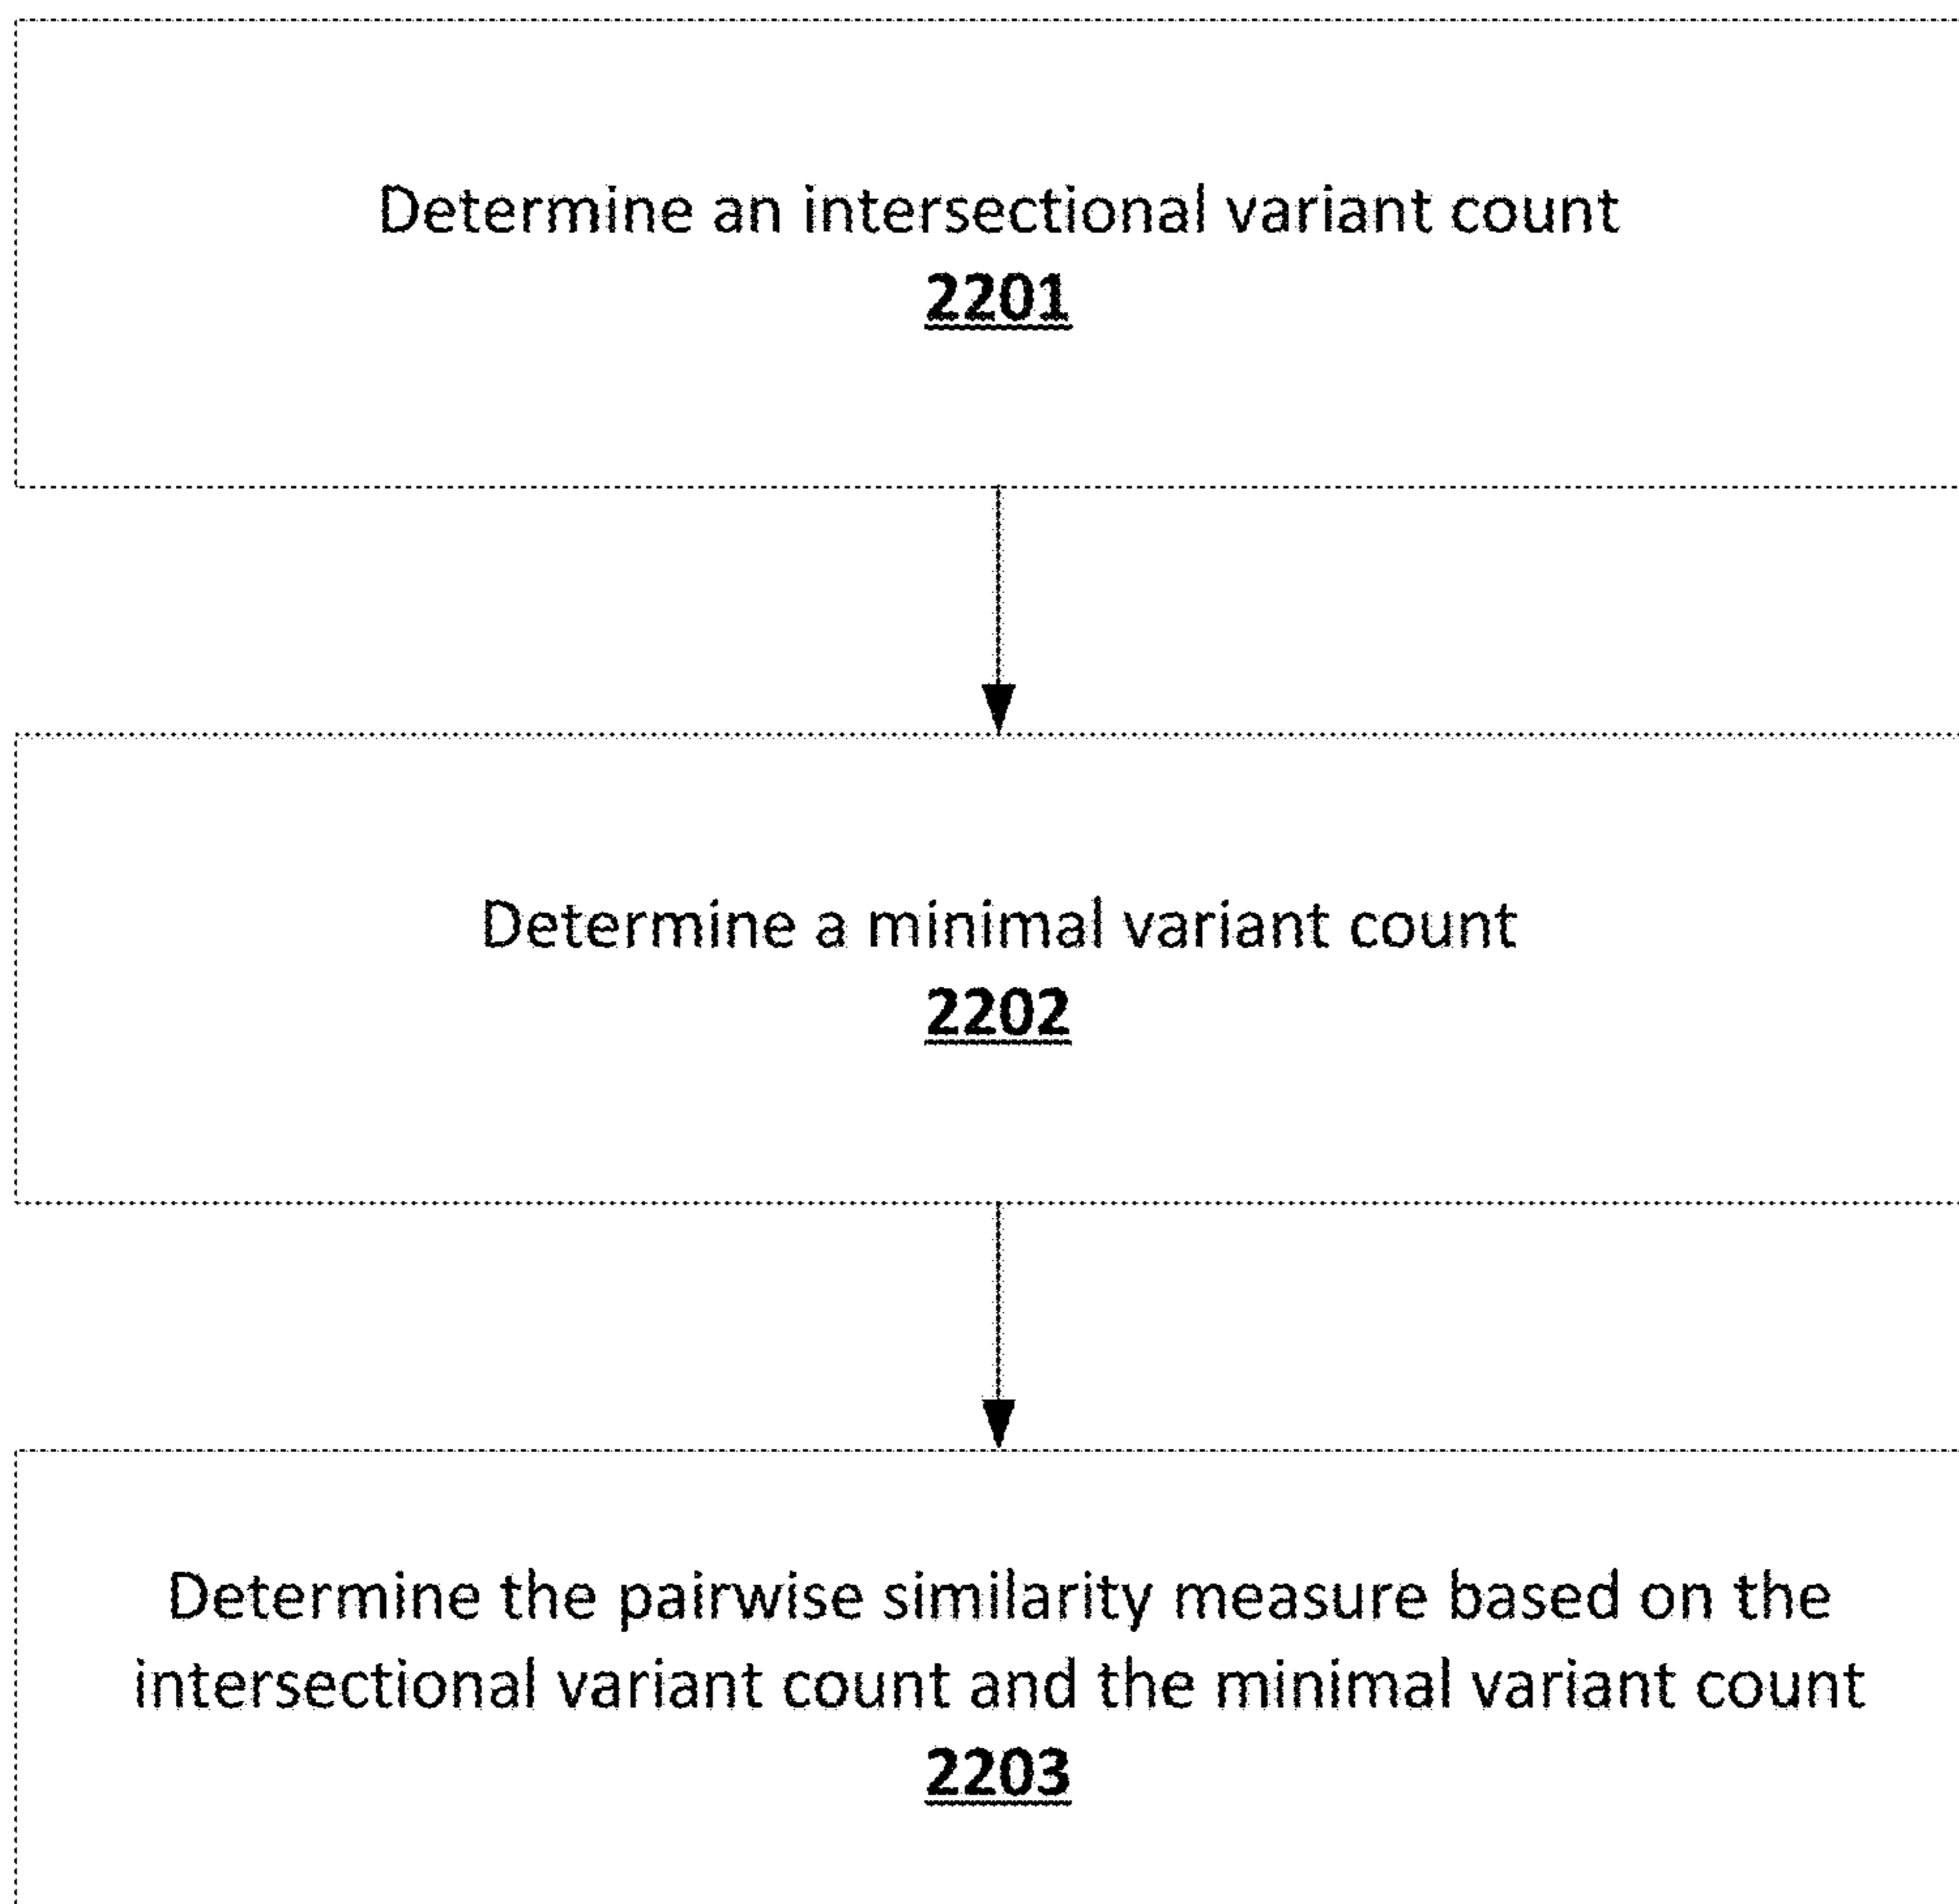 Determine an intersectional variant count
2201
Determine a minimal variant count
2202
Determine the pairwise similarity measure based on the
intersectional variant count and the minimal variant count
2203